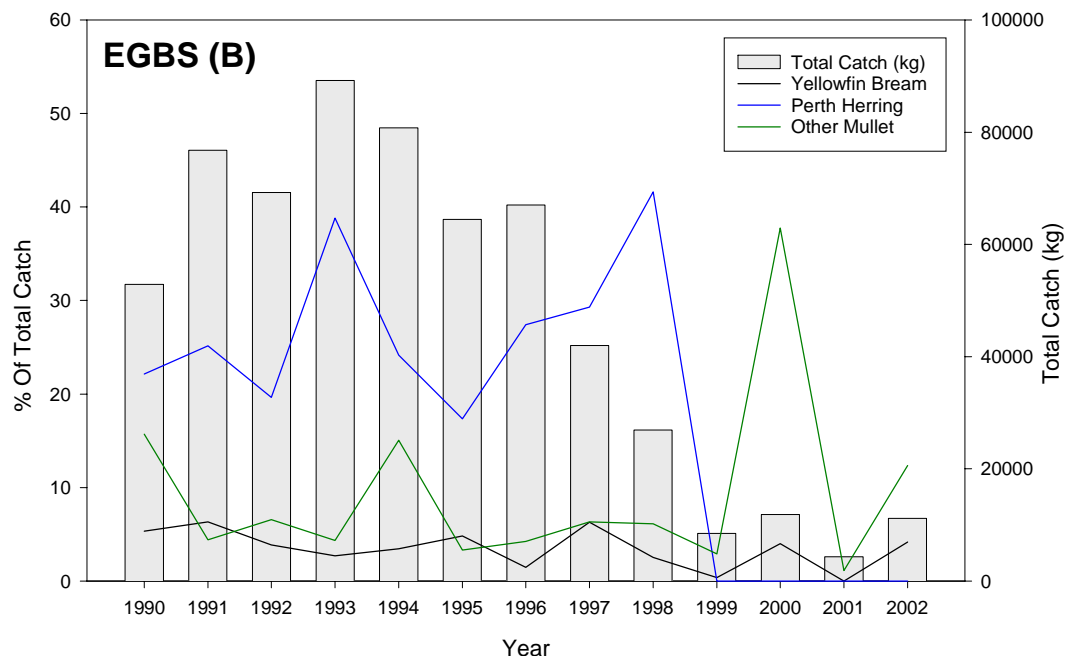 EGBS (B)
Total Catch (kg)
Yellowfin Bream
Perth Herring
Other Mullet
% Of Total Catch
60
50
40
30
20
10
0
100000
80000
60000
40000
20000
0
Total Catch (kg)
1990 1991 1992 1993 1994 1995 1996 1997 1998 1999 2000 2001 2002
Year